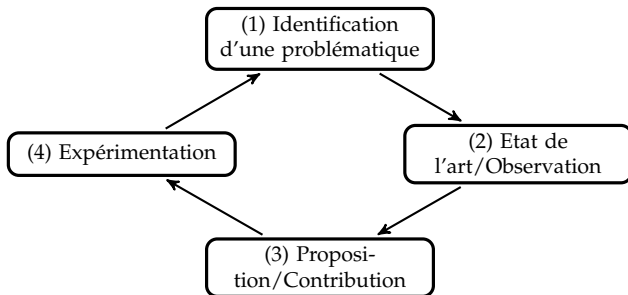 (1) Identification
d'une problématique
(2) Etat de
l'art/Observation
(4) Expérimentation
(3) Proposi-
tion/Contribution